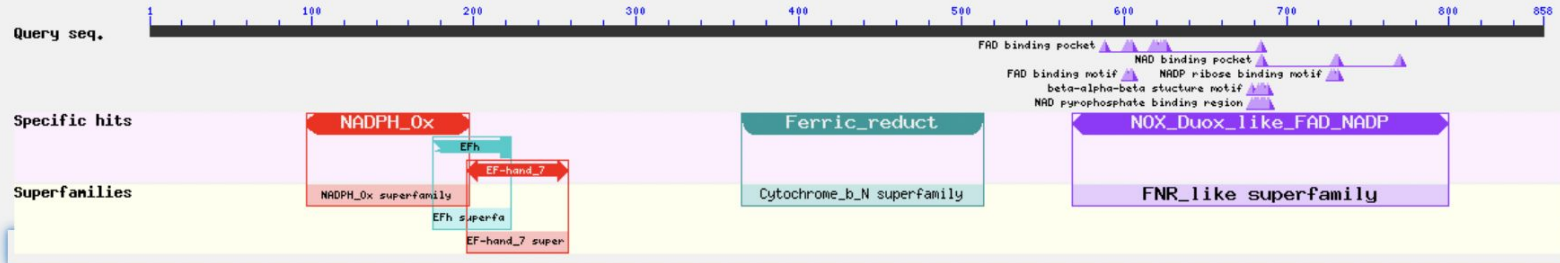 1 100 200 300 400 500 600 700 800 858
Query seq.
FAD binding pocket
NAD binding pocket
FAD binding motif NADP ribose binding motif
beta-alpha-beta stucture motif
NAD pyrophosphate binding region
Specific hits NADPH_Ox Ferric_reduct NOX_Duox_like_FAD_NADP
EFh
EF-hand_7
Superfamilies NADPH_Ox superfamily Cytochrome_b_N superfamily FNR_like superfamily
EFh superfa
EF-hand_7 super